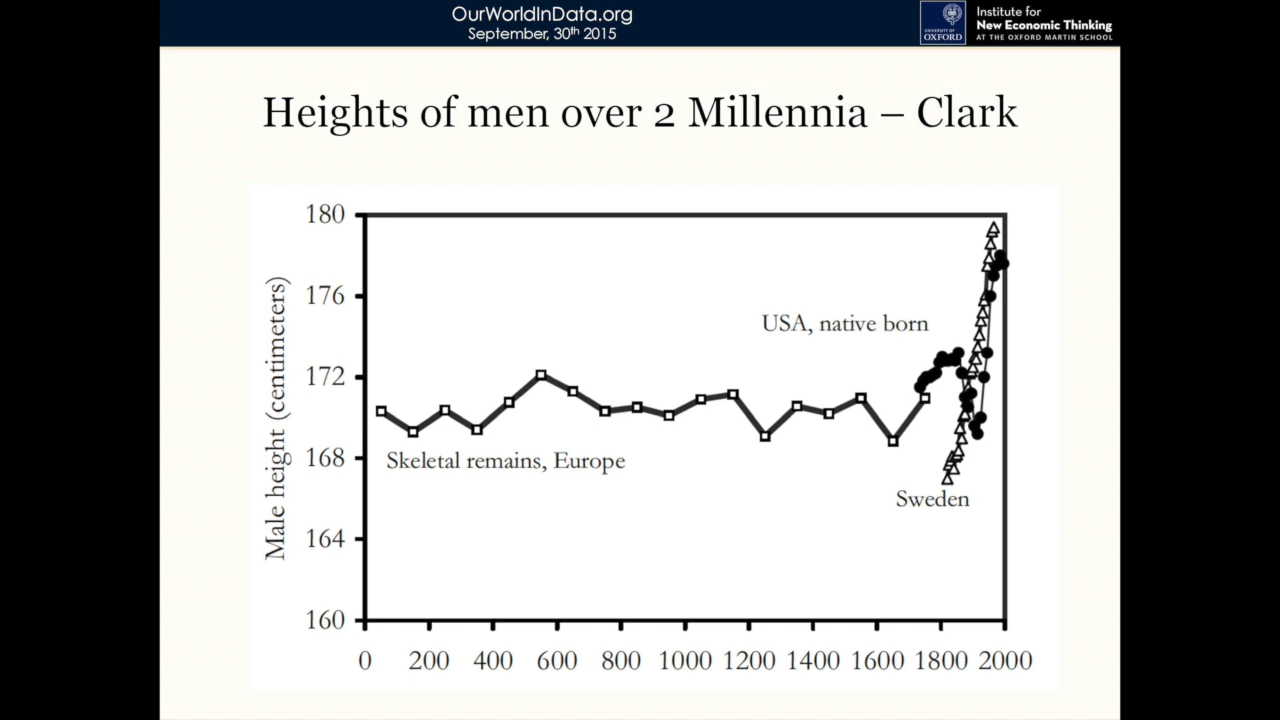 OurWorldInData.org
September, 30th 2015
UNIVERSITY OF
OXFORD
Institute for
New Economic Thinking
AT THE OXFORD MARTIN SCHOOL
Heights of men over 2 Millennia – Clark
Male height (centimeters)
180
176
172
168
164
160
USA, native born
Skeletal remains, Europe
Sweden
0 200 400 600 800 1000 1200 1400 1600 1800 2000